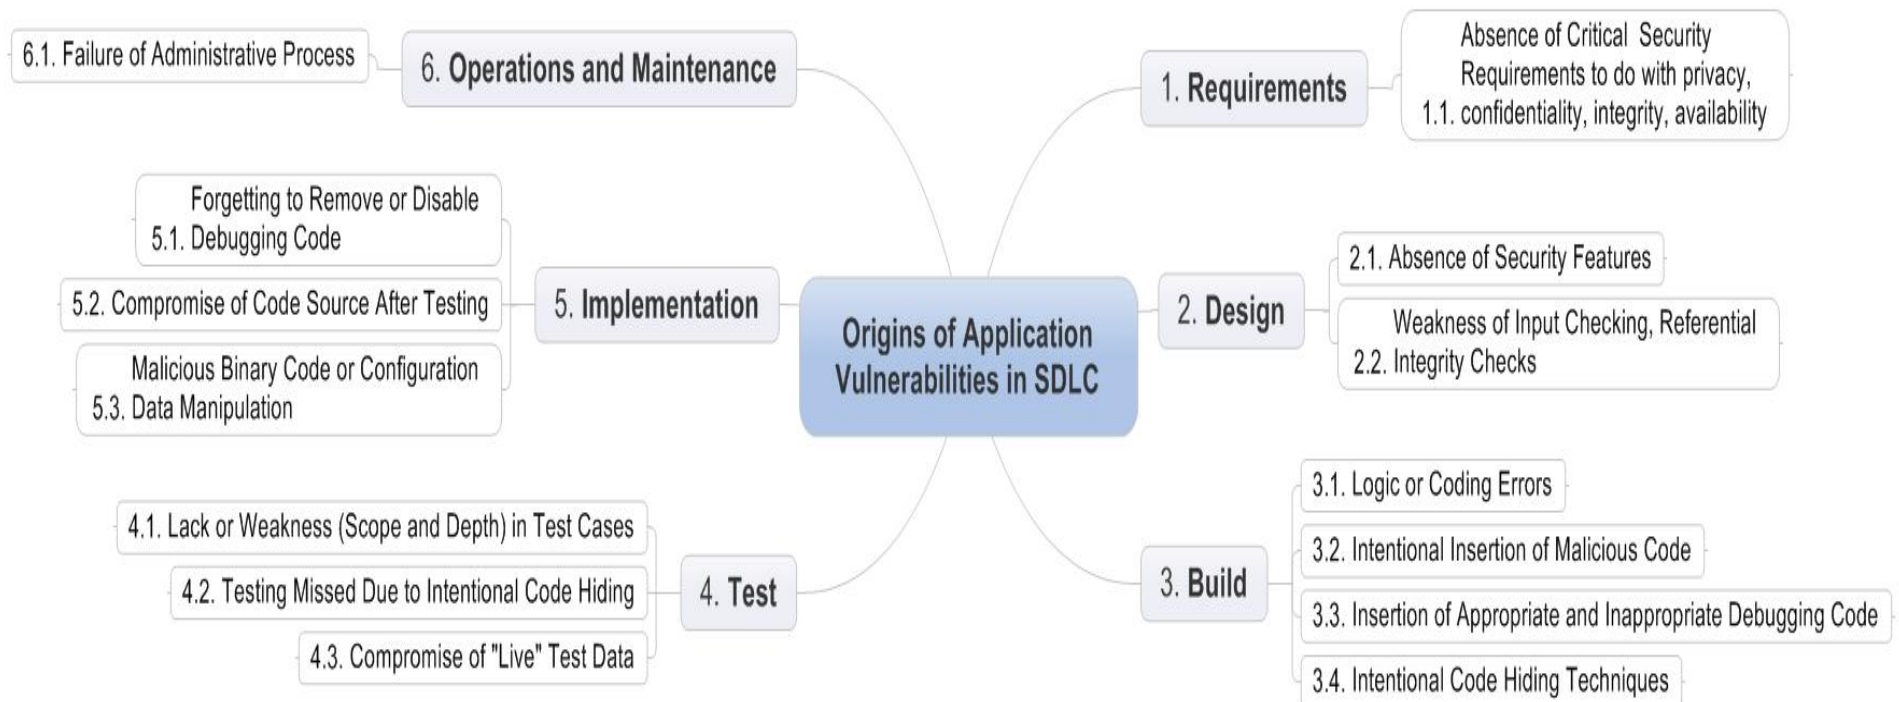 Origins of Application
Vulnerabilities in SDLC
1. Requirements
Absence of Critical Security
Requirements to do with privacy,
1.1. confidentiality, integrity, availability
2. Design
2.1. Absence of Security Features
Weakness of Input Checking, Referential
2.2. Integrity Checks
3. Build
3.1. Logic or Coding Errors
3.2. Intentional Insertion of Malicious Code
3.3. Insertion of Appropriate and Inappropriate Debugging Code
3.4. Intentional Code Hiding Techniques
4. Test
4.1. Lack or Weakness (Scope and Depth) in Test Cases
4.2. Testing Missed Due to Intentional Code Hiding
4.3. Compromise of "Live" Test Data
5. Implementation
Forgetting to Remove or Disable
5.1. Debugging Code
5.2. Compromise of Code Source After Testing
Malicious Binary Code or Configuration
5.3. Data Manipulation
6. Operations and Maintenance
6.1. Failure of Administrative Process